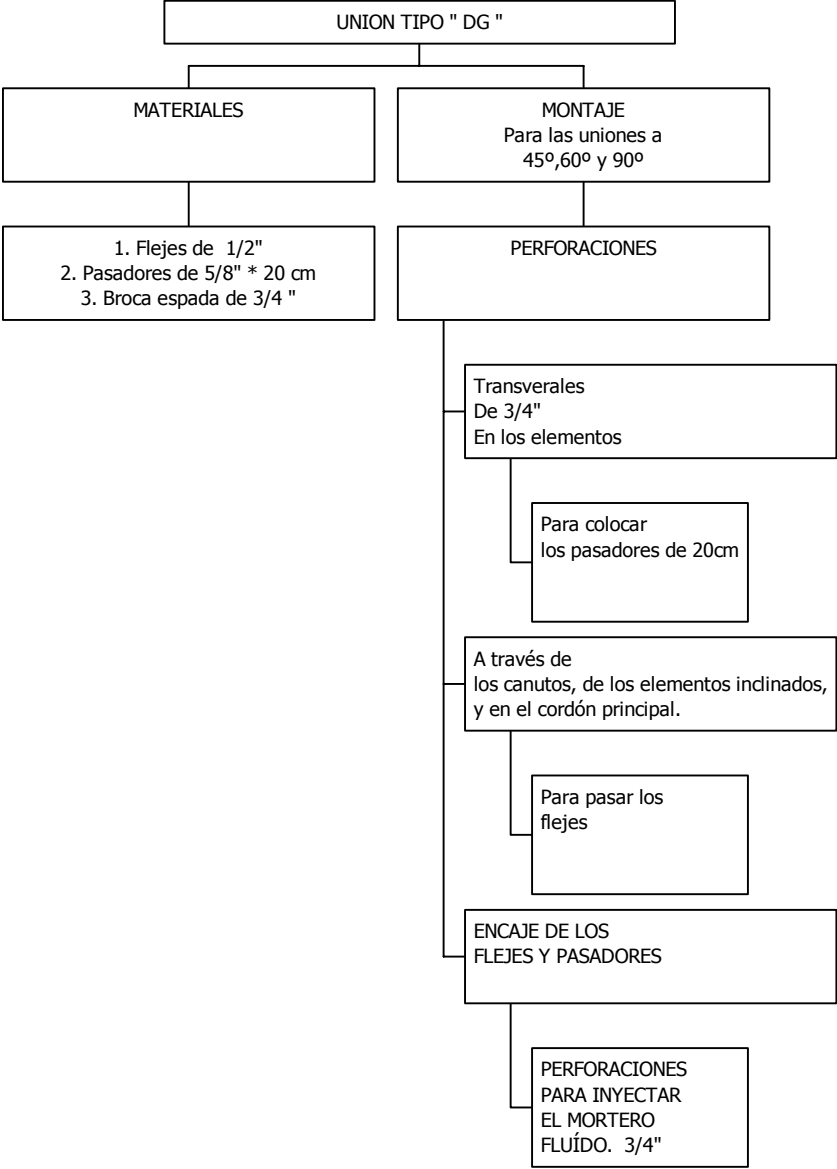 UNION TIPO " DG "
MATERIALES
MONTAJE
Para las uniones a
45º,60º y 90º
1. Flejes de 1/2"
2. Pasadores de 5/8" * 20 cm
3. Broca espada de 3/4 "
PERFORACIONES
Transverales
De 3/4"
En los elementos
Para colocar
los pasadores de 20cm
A través de
los canutos, de los elementos inclinados,
y en el cordón principal.
Para pasar los
flejes
ENCAJE DE LOS
FLEJES Y PASADORES
PERFORACIONES
PARA INYECTAR
EL MORTERO
FLUÍDO. 3/4"